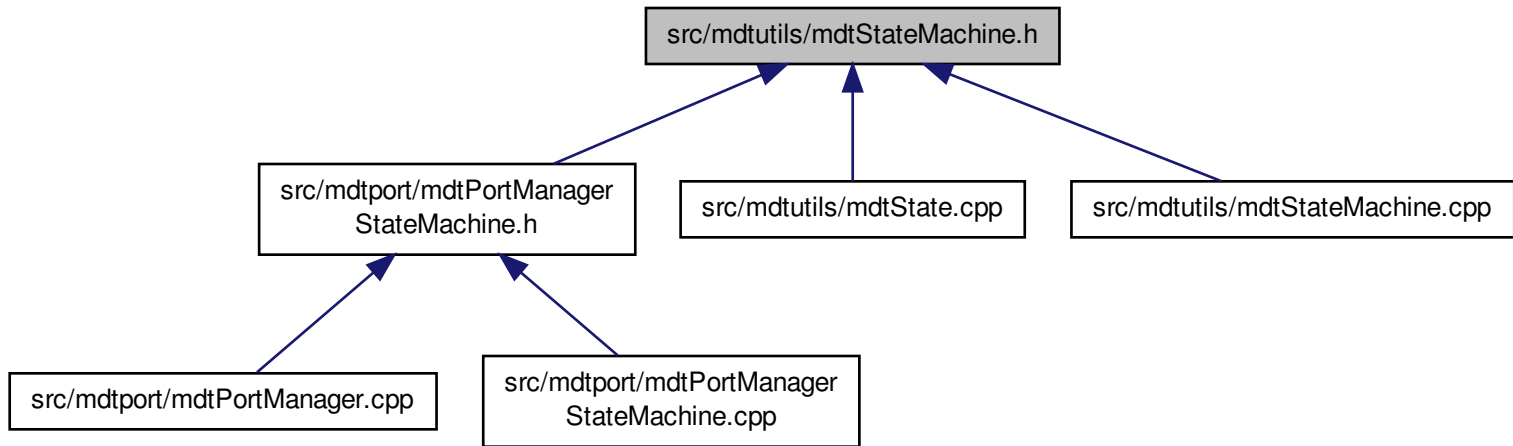 src/mdtutils/mdtStateMachine.h
src/mdtport/mdtPortManager
StateMachine.h
src/mdtutils/mdtState.cpp
src/mdtutils/mdtStateMachine.cpp
src/mdtport/mdtPortManager.cpp
src/mdtport/mdtPortManager
StateMachine.cpp